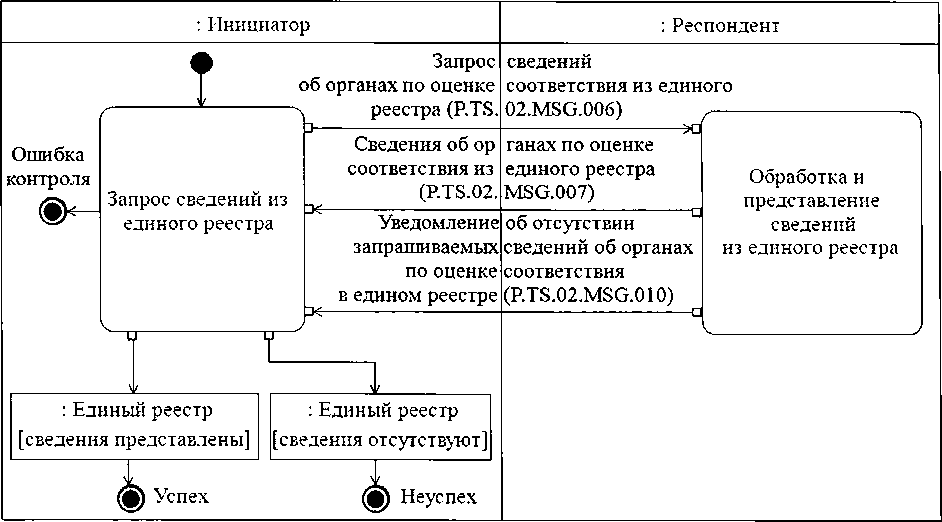 : Инициатор
: Респондент
Запрос сведений
об органах по оценке соответствия из единого
реестра (P.TS.02.MSG.006)
Сведения об органах по оценке
соответствия из единого реестра
(P.TS.02.MSG.007)
Уведомление об отсутствии
запрашиваемых сведений об органах
по оценке соответствия
в едином реестре (P.TS.02.MSG.010)
Ошибка
контроля
Запрос сведений из
единого реестра
Обработка и
представление
сведений
из единого реестра
: Единый реестр
[сведения представлены]
: Единый реестр
[сведения отсутствуют]
Успех
Неуспех